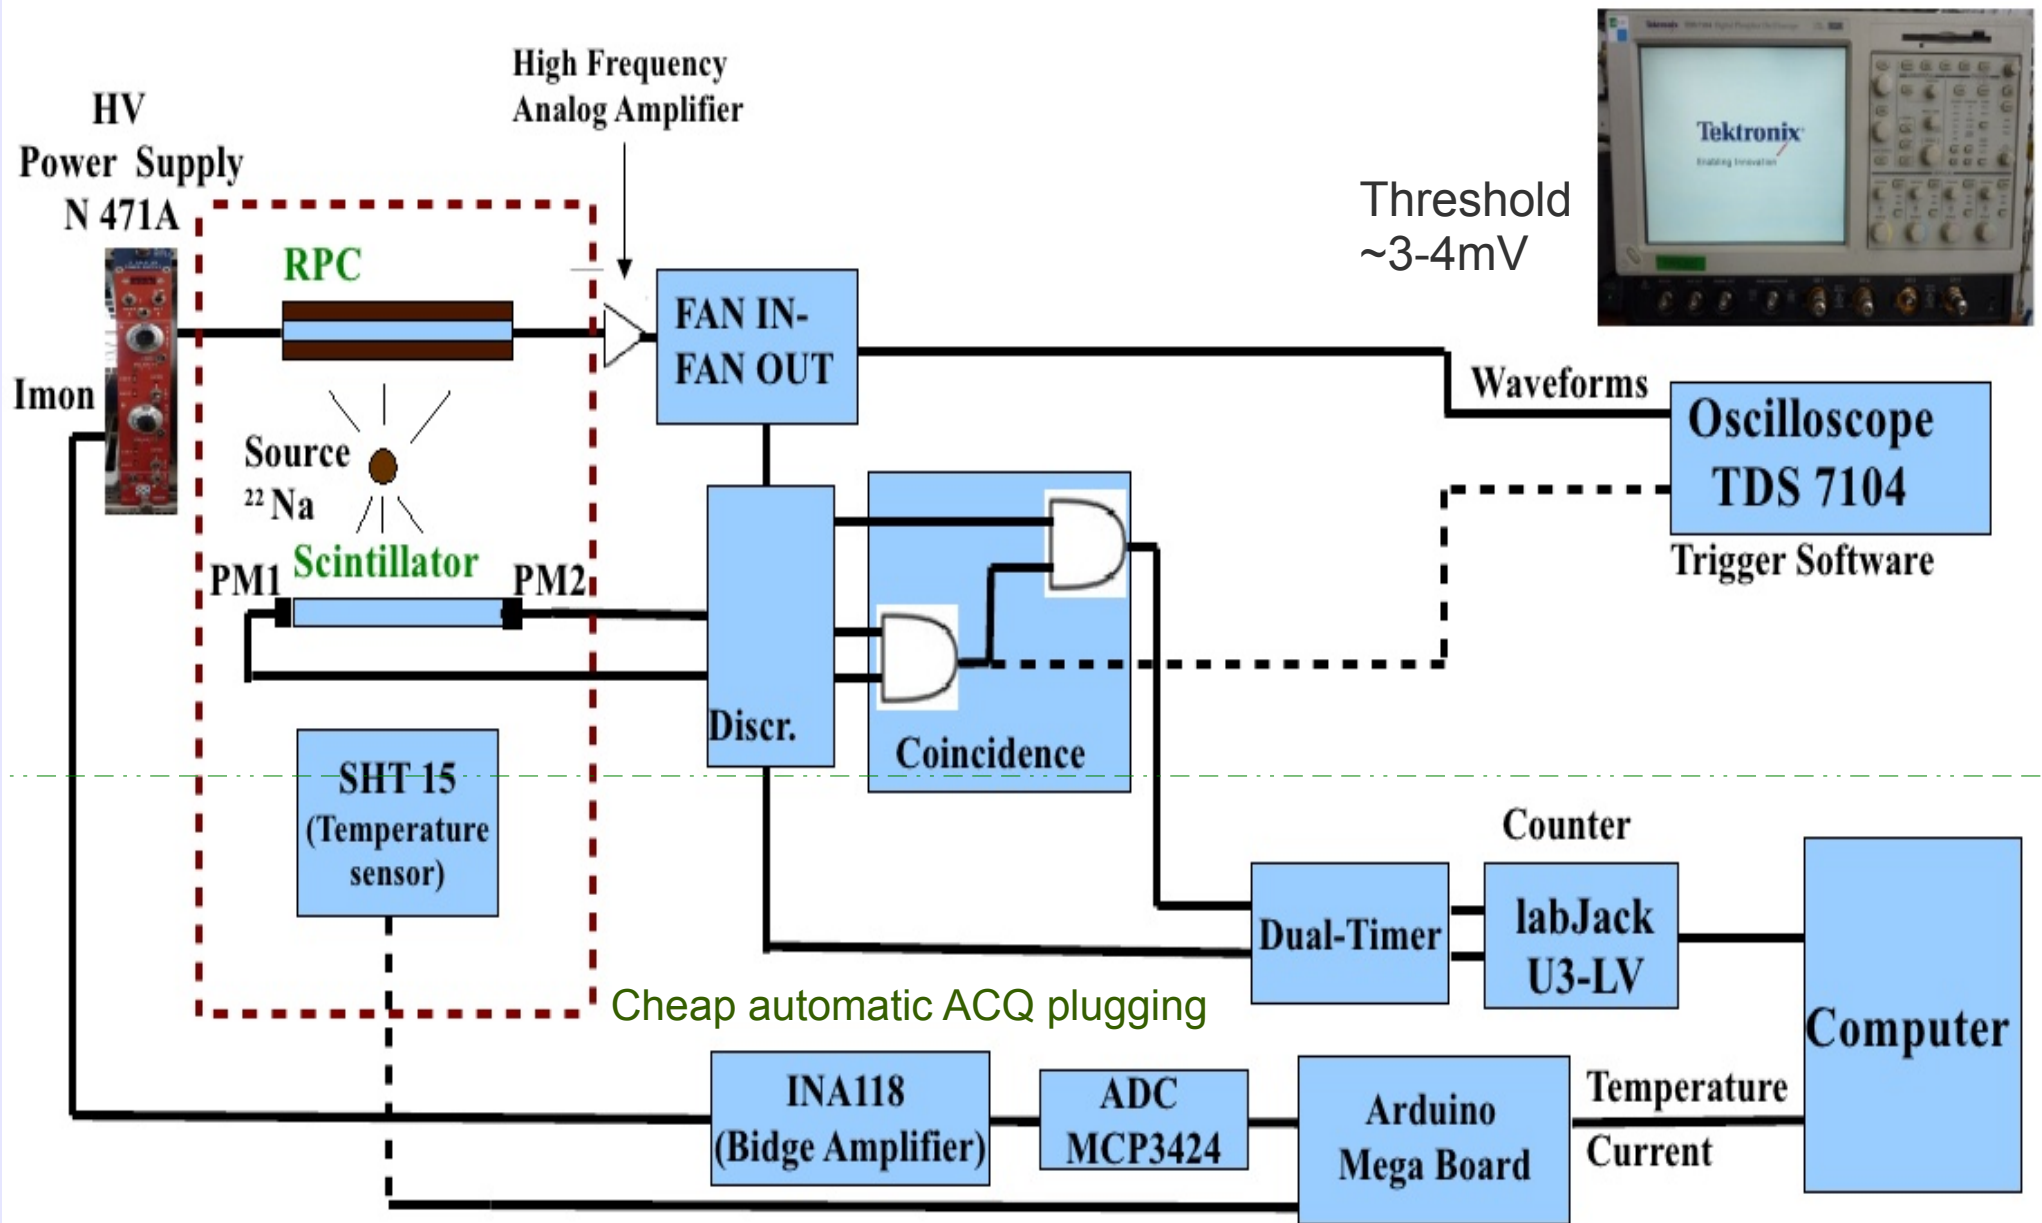 High Frequency
Analog Amplifier
HV
Power Supply
N 471A
Tektronix
Tektronix
Enabling Innovation
Threshold
~3-4mV
RPC
FAN IN-
FAN OUT
Imon
Waveforms
Oscilloscope
TDS 7104
Trigger Software
Source
²² Na
Scintillator
PM1
PM2
Discr.
Coincidence
SHT 15
(Temperature
sensor)
Counter
Dual-Timer
labJack
U3-LV
Computer
Cheap automatic ACQ plugging
INA118
(Bidge Amplifier)
ADC
MCP3424
Arduino
Mega Board
Temperature
Current